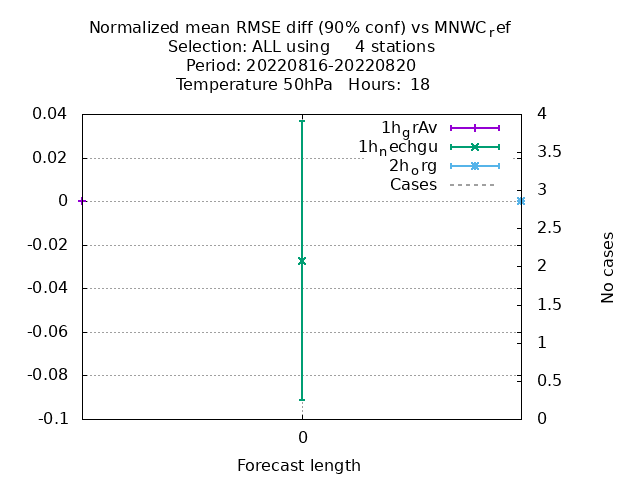 Normalized mean RMSE diff (90% conf) vs MNWC_ref
Selection: ALL using     4 stations
Period: 20220816-20220820
Temperature 50hPa   Hours:  18
0.04
0.02
0
-0.02
-0.04
-0.06
-0.08
-0.1
1h_grAv
1h_nechgu
2h_org
Cases
4
3.5
3
2.5
2
1.5
1
0.5
0
No cases
0
Forecast length